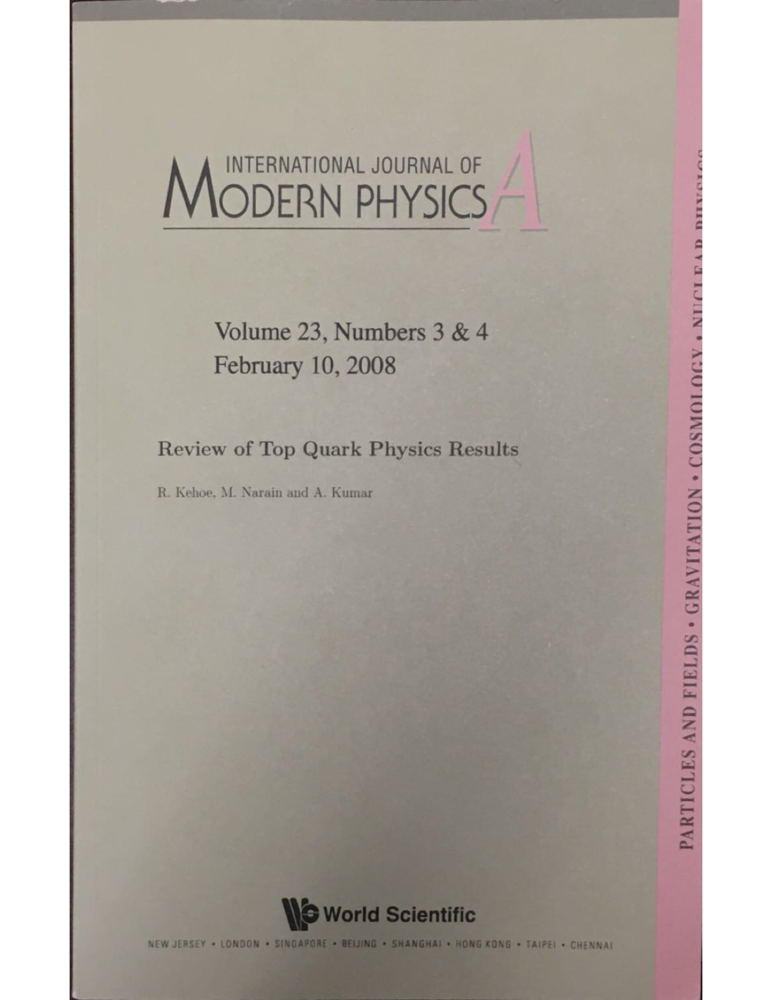 INTERNATIONAL JOURNAL OF
MODERN PHYSICS A
Volume 23, Numbers 3 & 4
February 10, 2008
Review of Top Quark Physics Results
R. Kehoe, M. Narain and A. Kumar
World Scientific
NEW JERSEY • LONDON • SINGAPORE • BEIJING • SHANGHAI • HONG KONG • TAIPEI • CHENNAI
PARTICLES AND FIELDS • GRAVITATION • COSMOLOGY • NUCLEAR PHYSICS